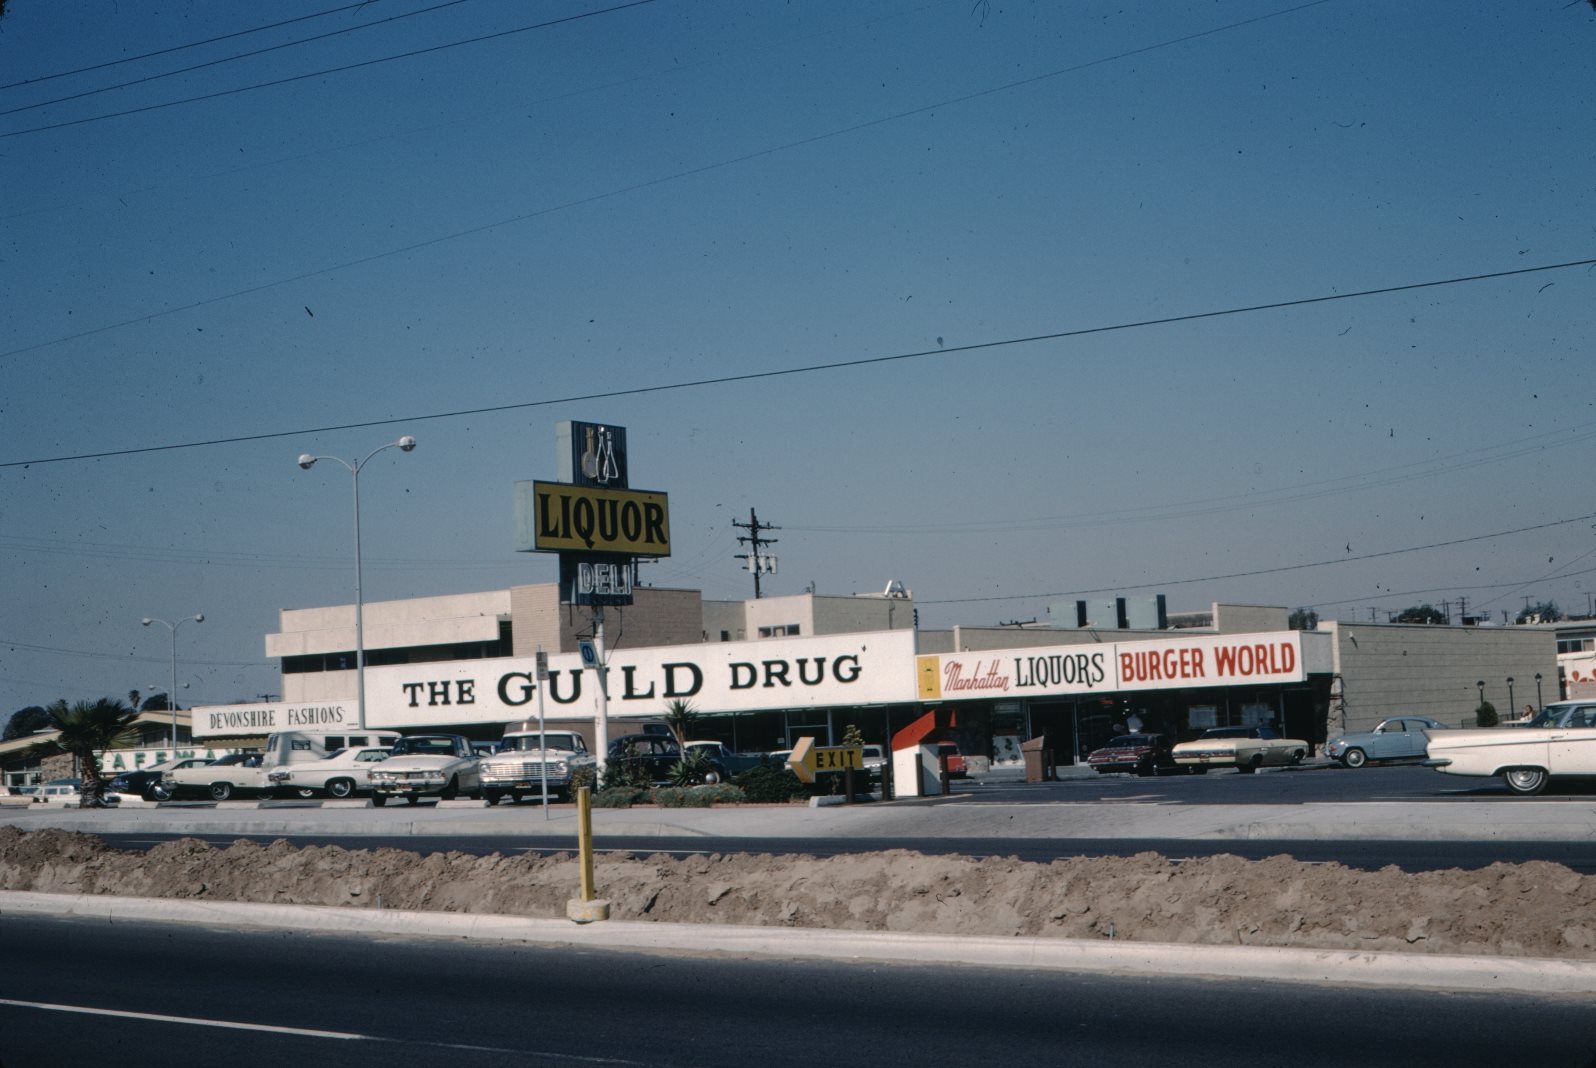 LIQUOR
DELI
THE GUILD DRUG
Manhattan LIQUORS
BURGER WORLD
DEVONSHIRE FASHIONS
EXIT